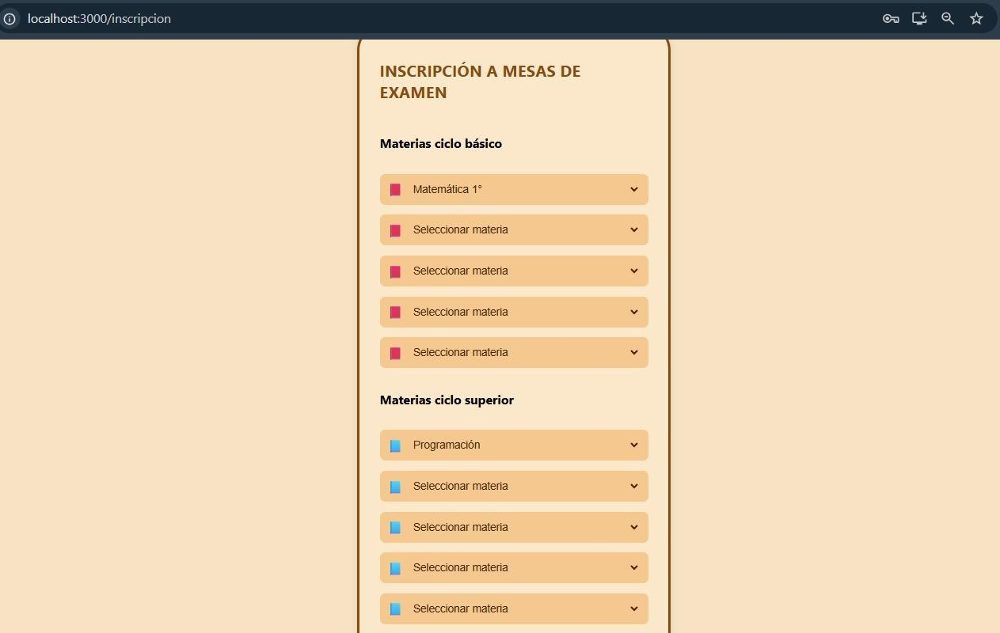 localhost:3000/inscripcion
INSCRIPCIÓN A MESAS DE
EXAMEN
Materias ciclo básico
Matemática 1°
Seleccionar materia
Seleccionar materia
Seleccionar materia
Seleccionar materia
Materias ciclo superior
Programación
Seleccionar materia
Seleccionar materia
Seleccionar materia
Seleccionar materia